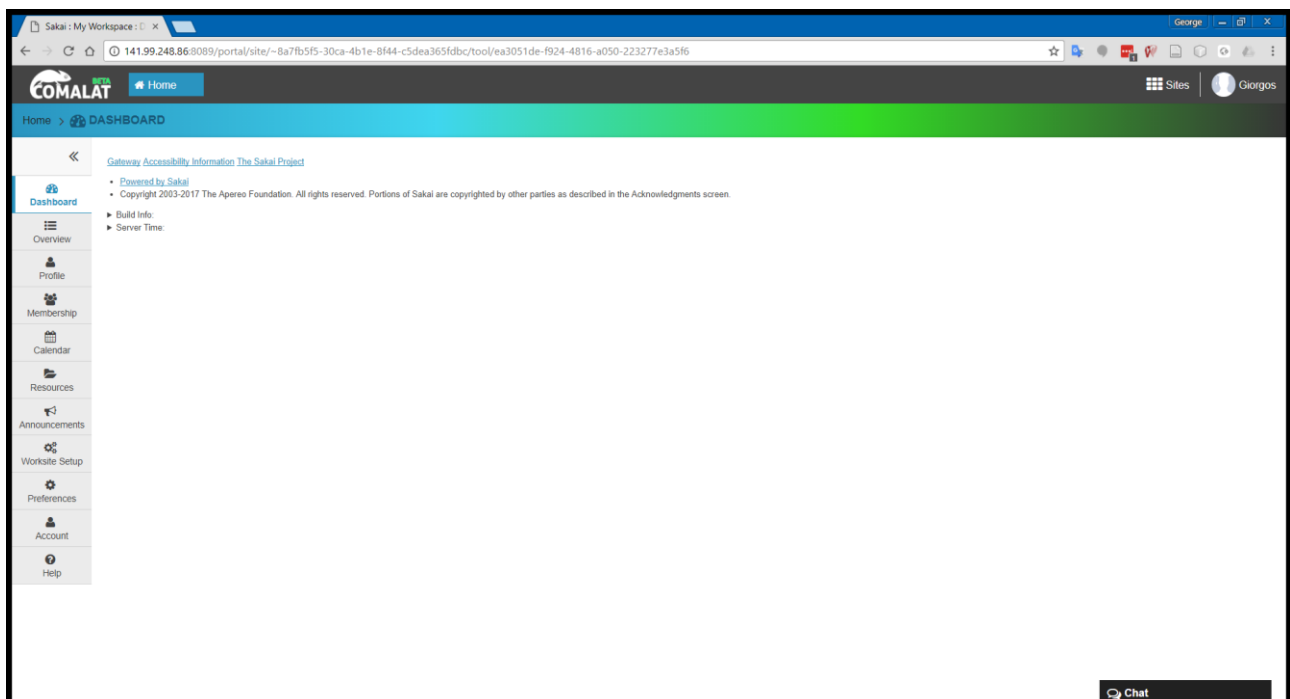 Sakai : My Workspace : D
George
141.99.248.86:8089/portal/site/~8a7fb5f5-30ca-4b1e-8f44-c5dea365fdbc/tool/ea3051de-f924-4816-a050-223277e3a5f6
COMALAT BETA
Home
Sites
Giorgos
Home > DASHBOARD
Gateway Accessibility Information The Sakai Project
Powered by Sakai
Copyright 2003-2017 The Apereo Foundation. All rights reserved. Portions of Sakai are copyrighted by other parties as described in the Acknowledgments screen.
Build Info:
Server Time:
Dashboard
Overview
Profile
Membership
Calendar
Resources
Announcements
Worksite Setup
Preferences
Account
Help
Chat